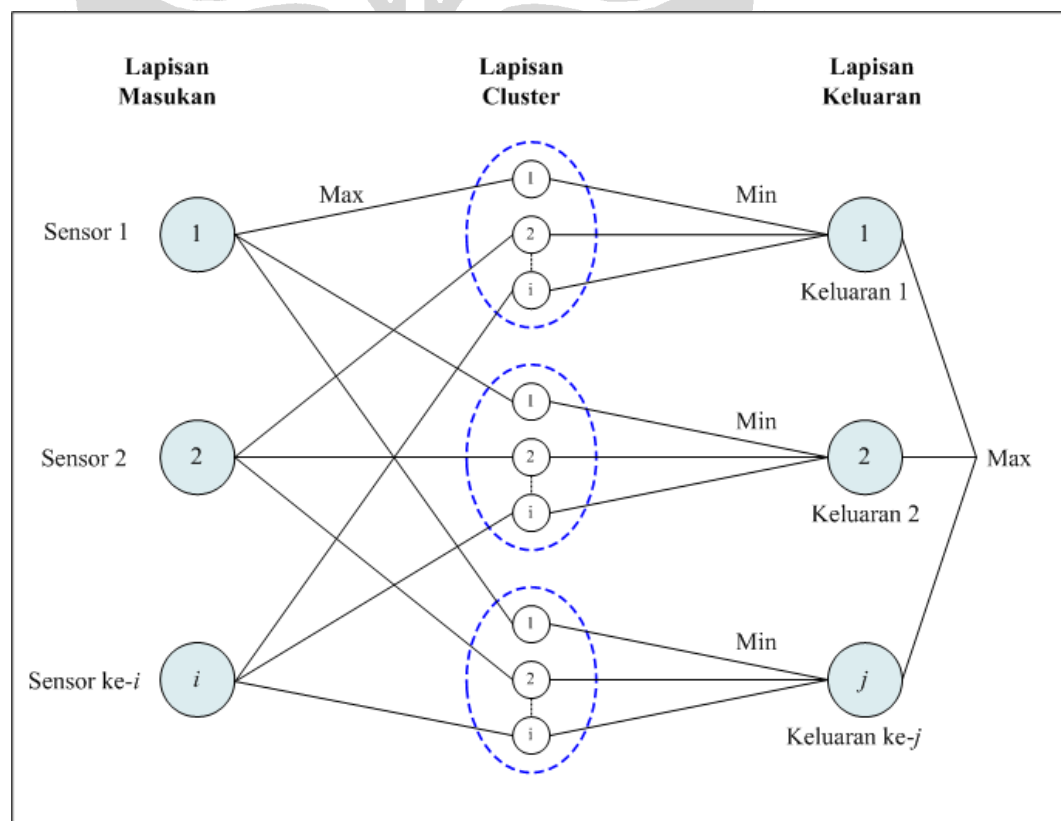 Lapisan
Masukan
Lapisan
Cluster
Lapisan
Keluaran
Sensor 1
1
Max
1
2
i
Min
1
Keluaran 1
Sensor 2
2
1
2
i
Min
2
Keluaran 2
Max
Sensor ke-i
i
1
2
i
Min
j
Keluaran ke-j